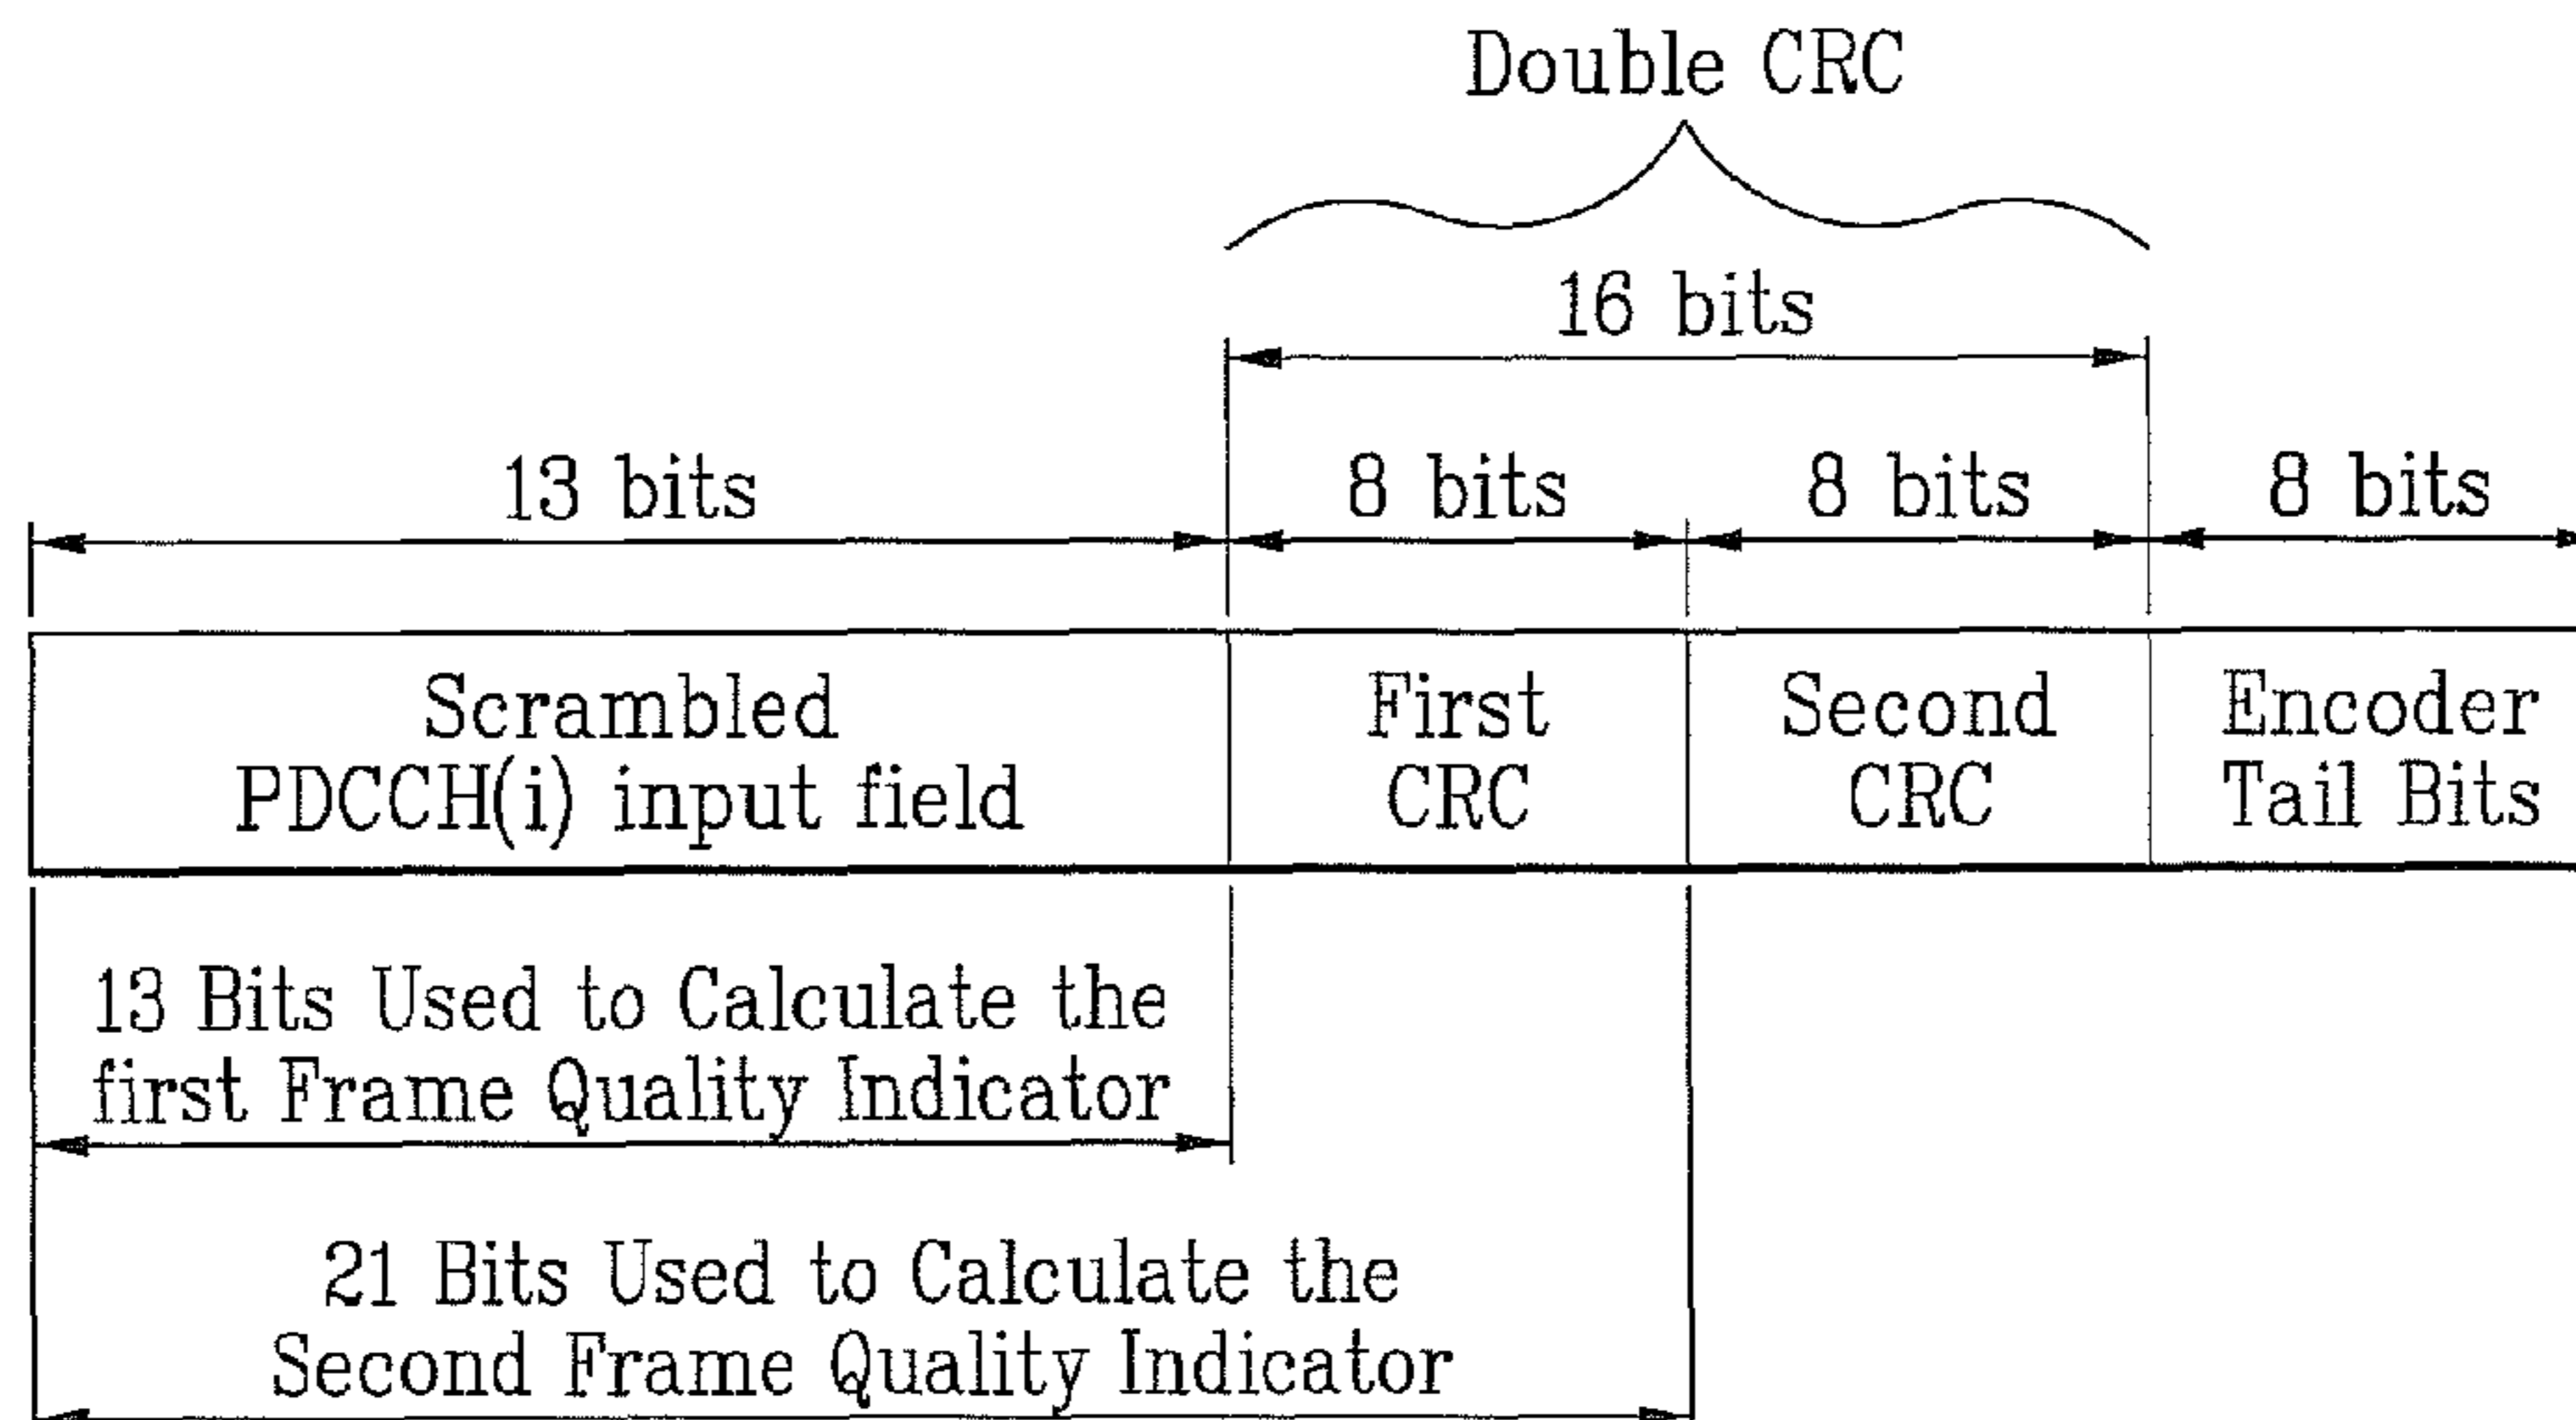 Double CRC
16 bits
13 bits
8 bits
8 bits
8 bits
Scrambled
PDCCH(i) input field
First
CRC
Second
CRC
Encoder
Tail Bits
13 Bits Used to Calculate the
first Frame Quality Indicator
21 Bits Used to Calculate the
Second Frame Quality Indicator